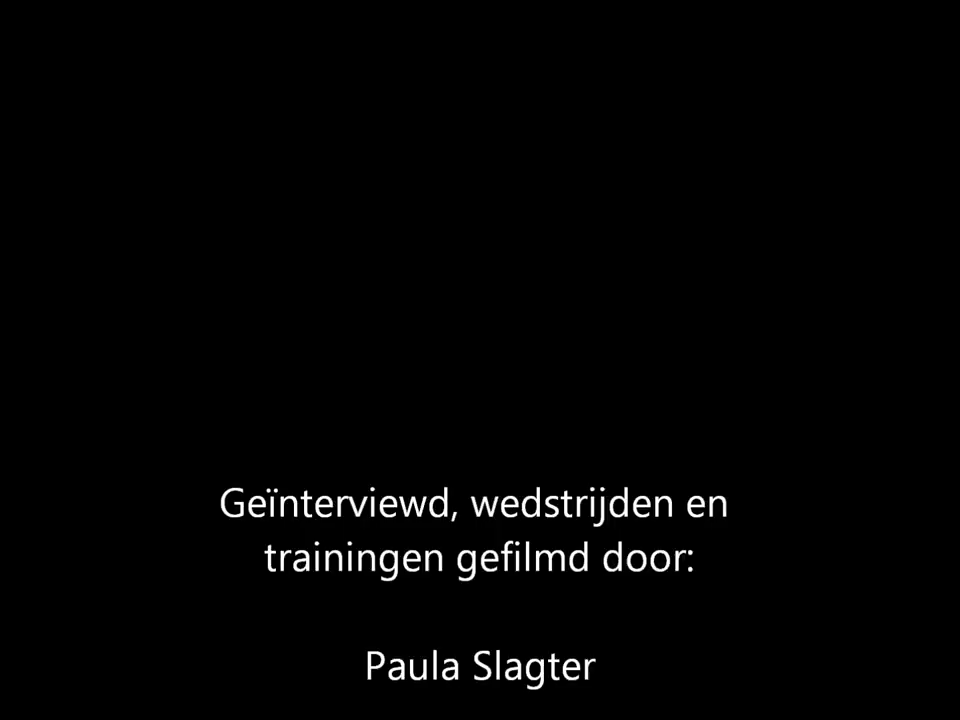 Geïnterviewd, wedstrijden en
trainingen gefilmd door:
Paula Slagter